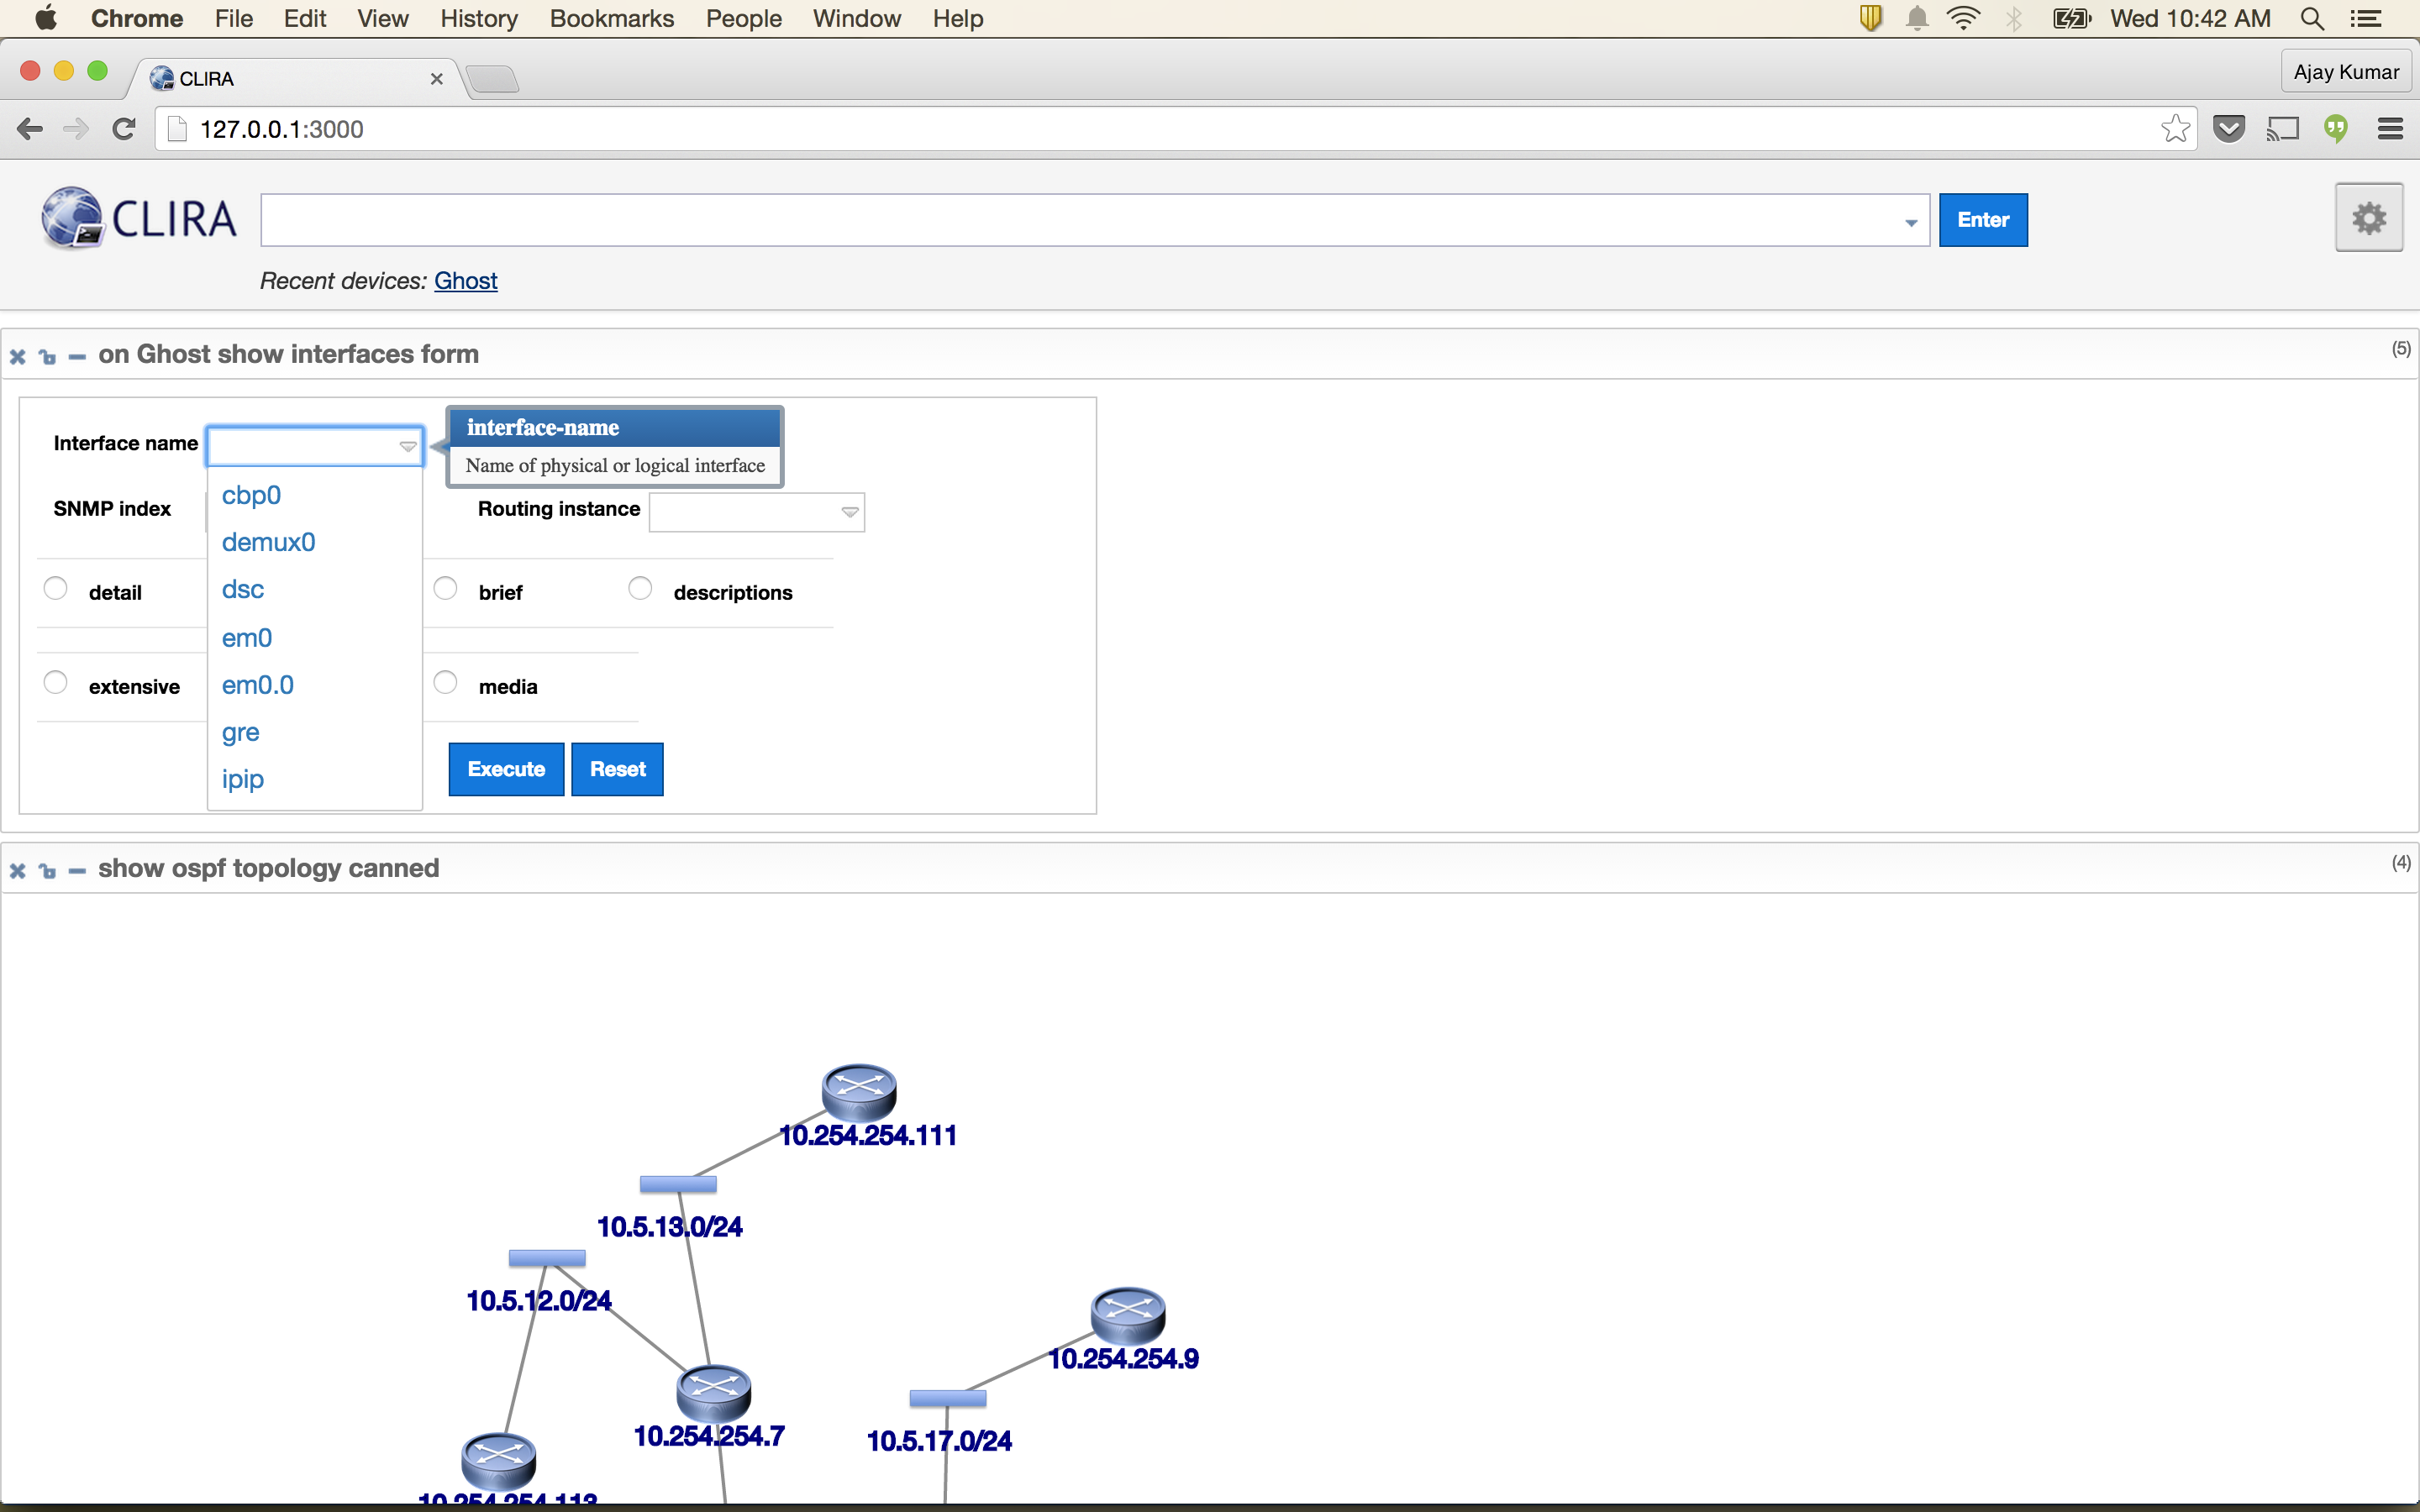 Chrome File Edit View History Bookmarks People Window Help Wed 10:42 AM
CLIRA Ajay Kumar
127.0.0.1:3000
CLIRA Enter
Recent devices: Ghost
on Ghost show interfaces form (5)
Interface name
interface-name
Name of physical or logical interface
SNMP index
Routing instance
cbp0
demux0
dsc
em0
em0.0
gre
ipip
detail brief descriptions
extensive media
Execute Reset
show ospf topology canned (4)
10.254.254.111
10.5.13.0/24
10.5.12.0/24
10.254.254.9
10.254.254.7
10.5.17.0/24
10.254.254.113